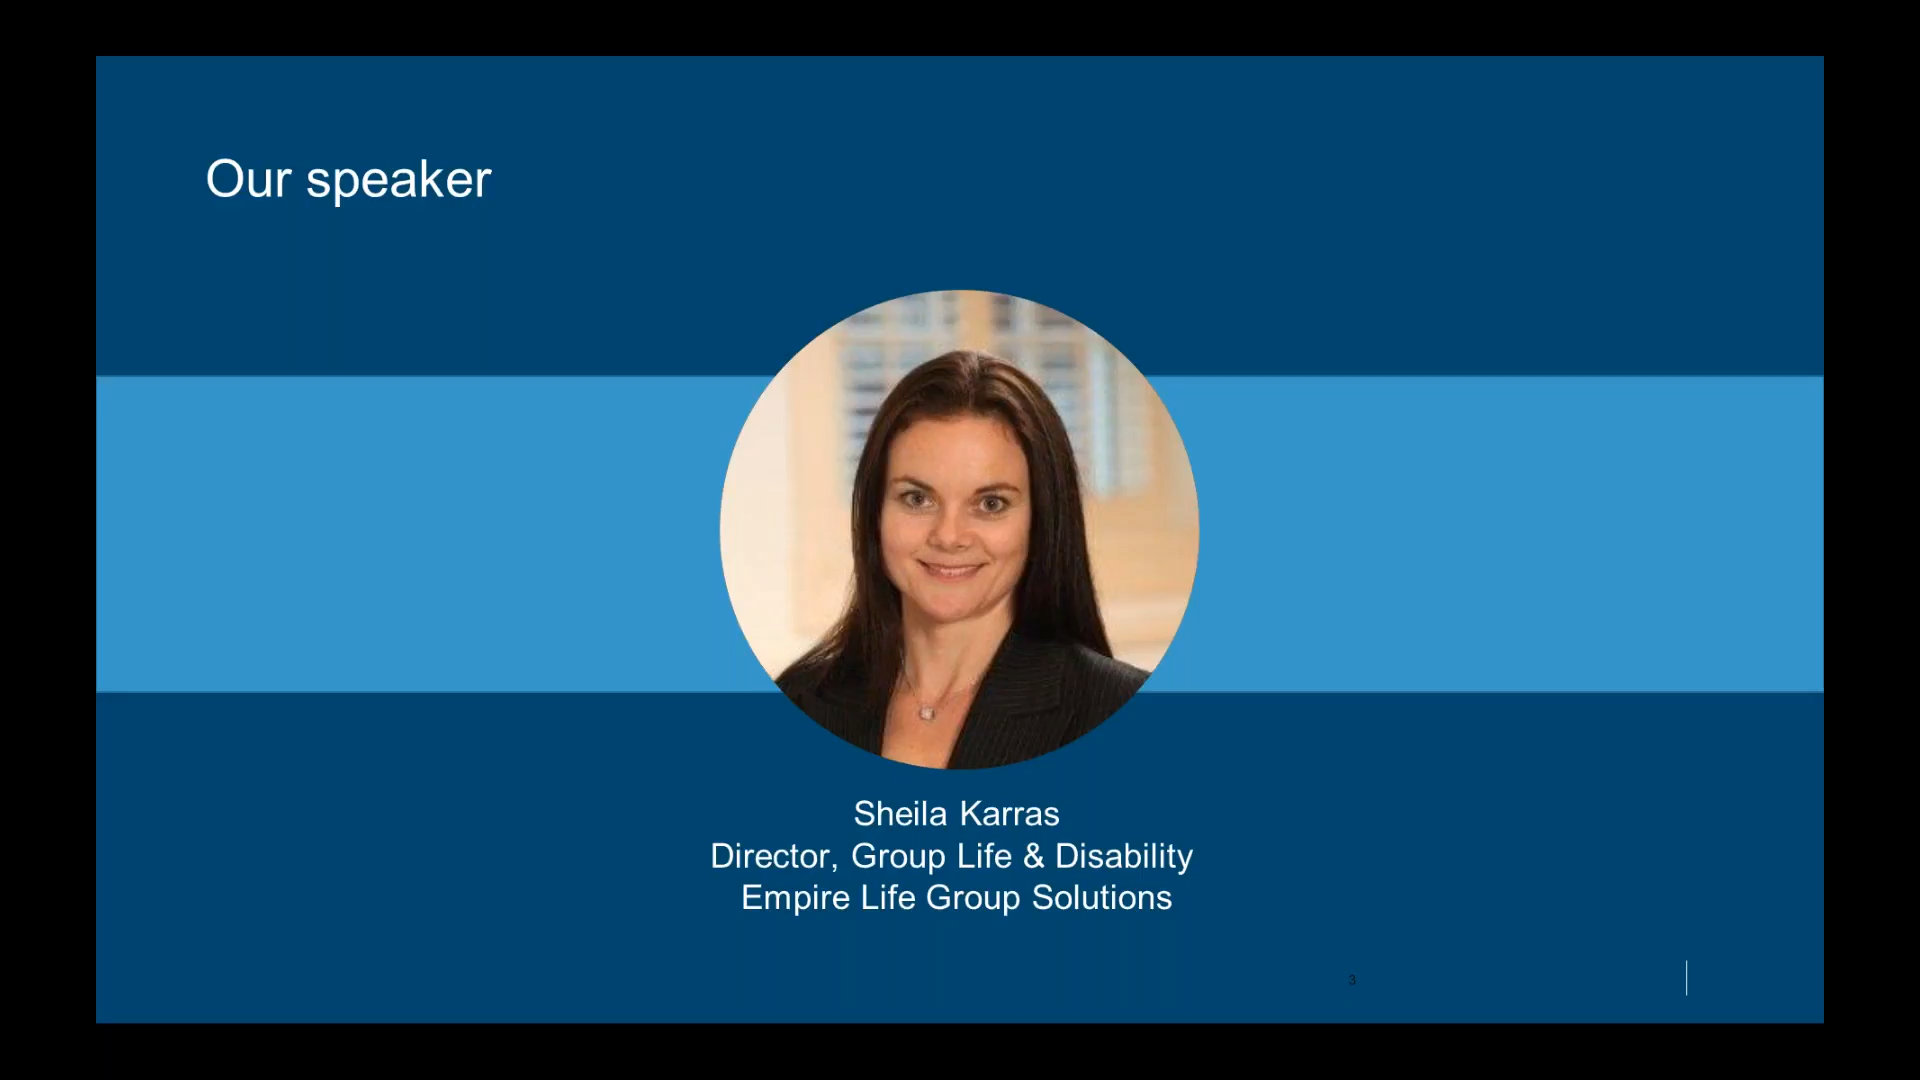 Our speaker
Sheila Karras
Director, Group Life & Disability
Empire Life Group Solutions
3